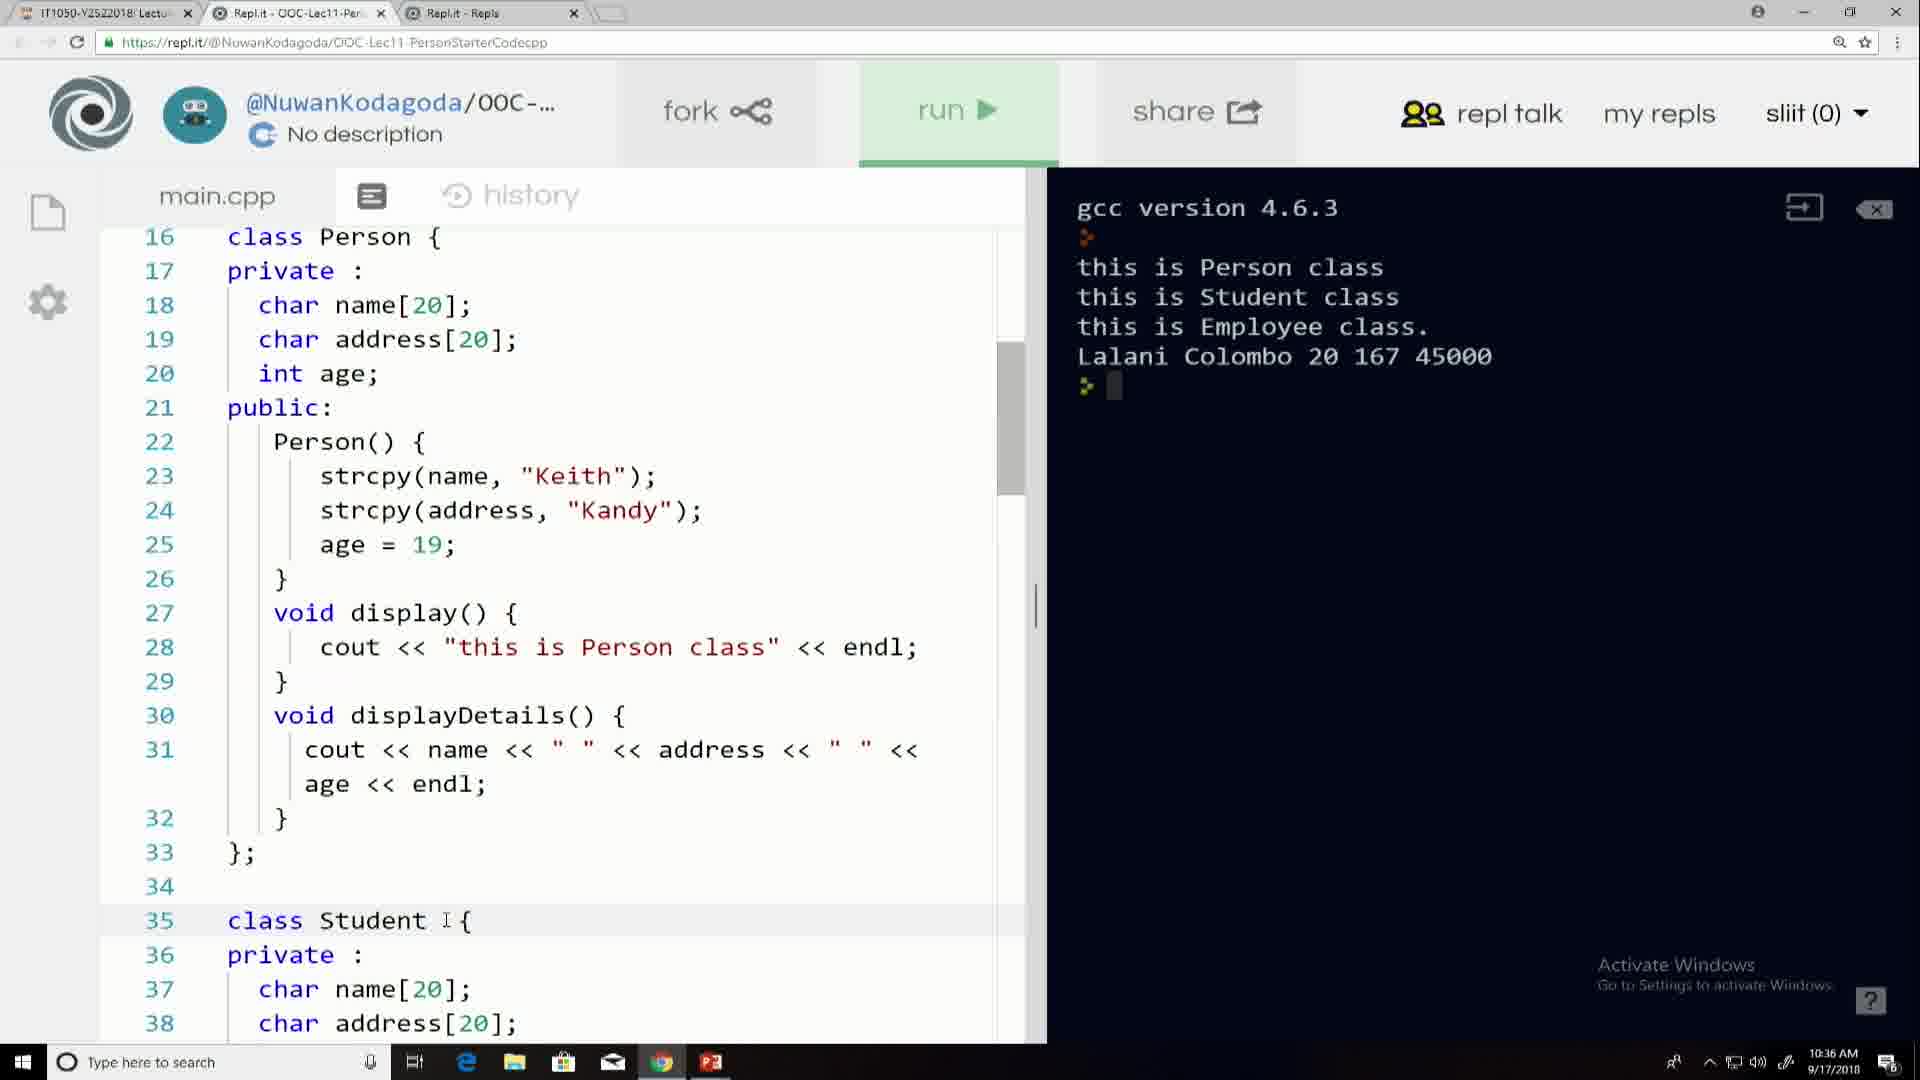 IT1050-Y2S22018: Lectu
Repl.it - OOC-Lec11-Per
Repl.it - Repls
https://repl.it/@NuwanKodagoda/OOC-Lec11-PersonStarterCodecpp
@NuwanKodagoda/OOC-...
No description
fork
run
share
repl talk
my repls
sliit (0)
main.cpp
history
16 class Person {
17 private :
18 char name[20];
19 char address[20];
20 int age;
21 public:
22 Person() {
23 strcpy(name, "Keith");
24 strcpy(address, "Kandy");
25 age = 19;
26 }
27 void display() {
28 cout << "this is Person class" << endl;
29 }
30 void displayDetails() {
31 cout << name << " " << address << " " <<
age << endl;
32 }
33 };
34
35 class Student {
36 private :
37 char name[20];
38 char address[20];
gcc version 4.6.3
this is Person class
this is Student class
this is Employee class.
Lalani Colombo 20 167 45000
Activate Windows
Go to Settings to activate Windows.
?
Type here to search
10:36 AM
9/17/2018